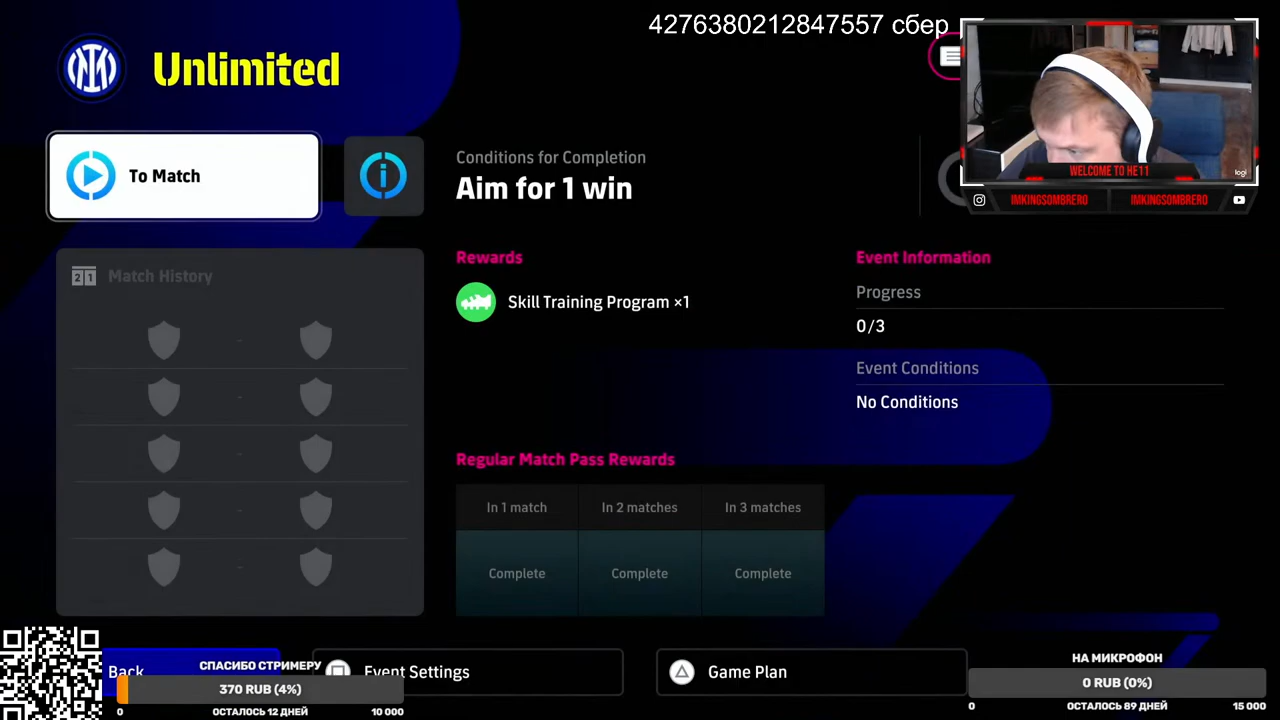 4276380212847557 сбер
Unlimited
To Match
Conditions for Completion
Aim for 1 win
WELCOME TO HE11
logi
IMKINGSOMBRERO
IMKINGSOMBRERO
Match History
Rewards
Skill Training Program ×1
Event Information
Progress
0/3
Event Conditions
No Conditions
Regular Match Pass Rewards
In 1 match
In 2 matches
In 3 matches
Complete
Complete
Complete
Back
Event Settings
Game Plan
СПАСИБО СТРИМЕРУ
370 RUB (4%)
0
ОСТАЛОСЬ 12 ДНЕЙ
10 000
НА МИКРОФОН
0 RUB (0%)
0
ОСТАЛОСЬ 89 ДНЕЙ
15 000